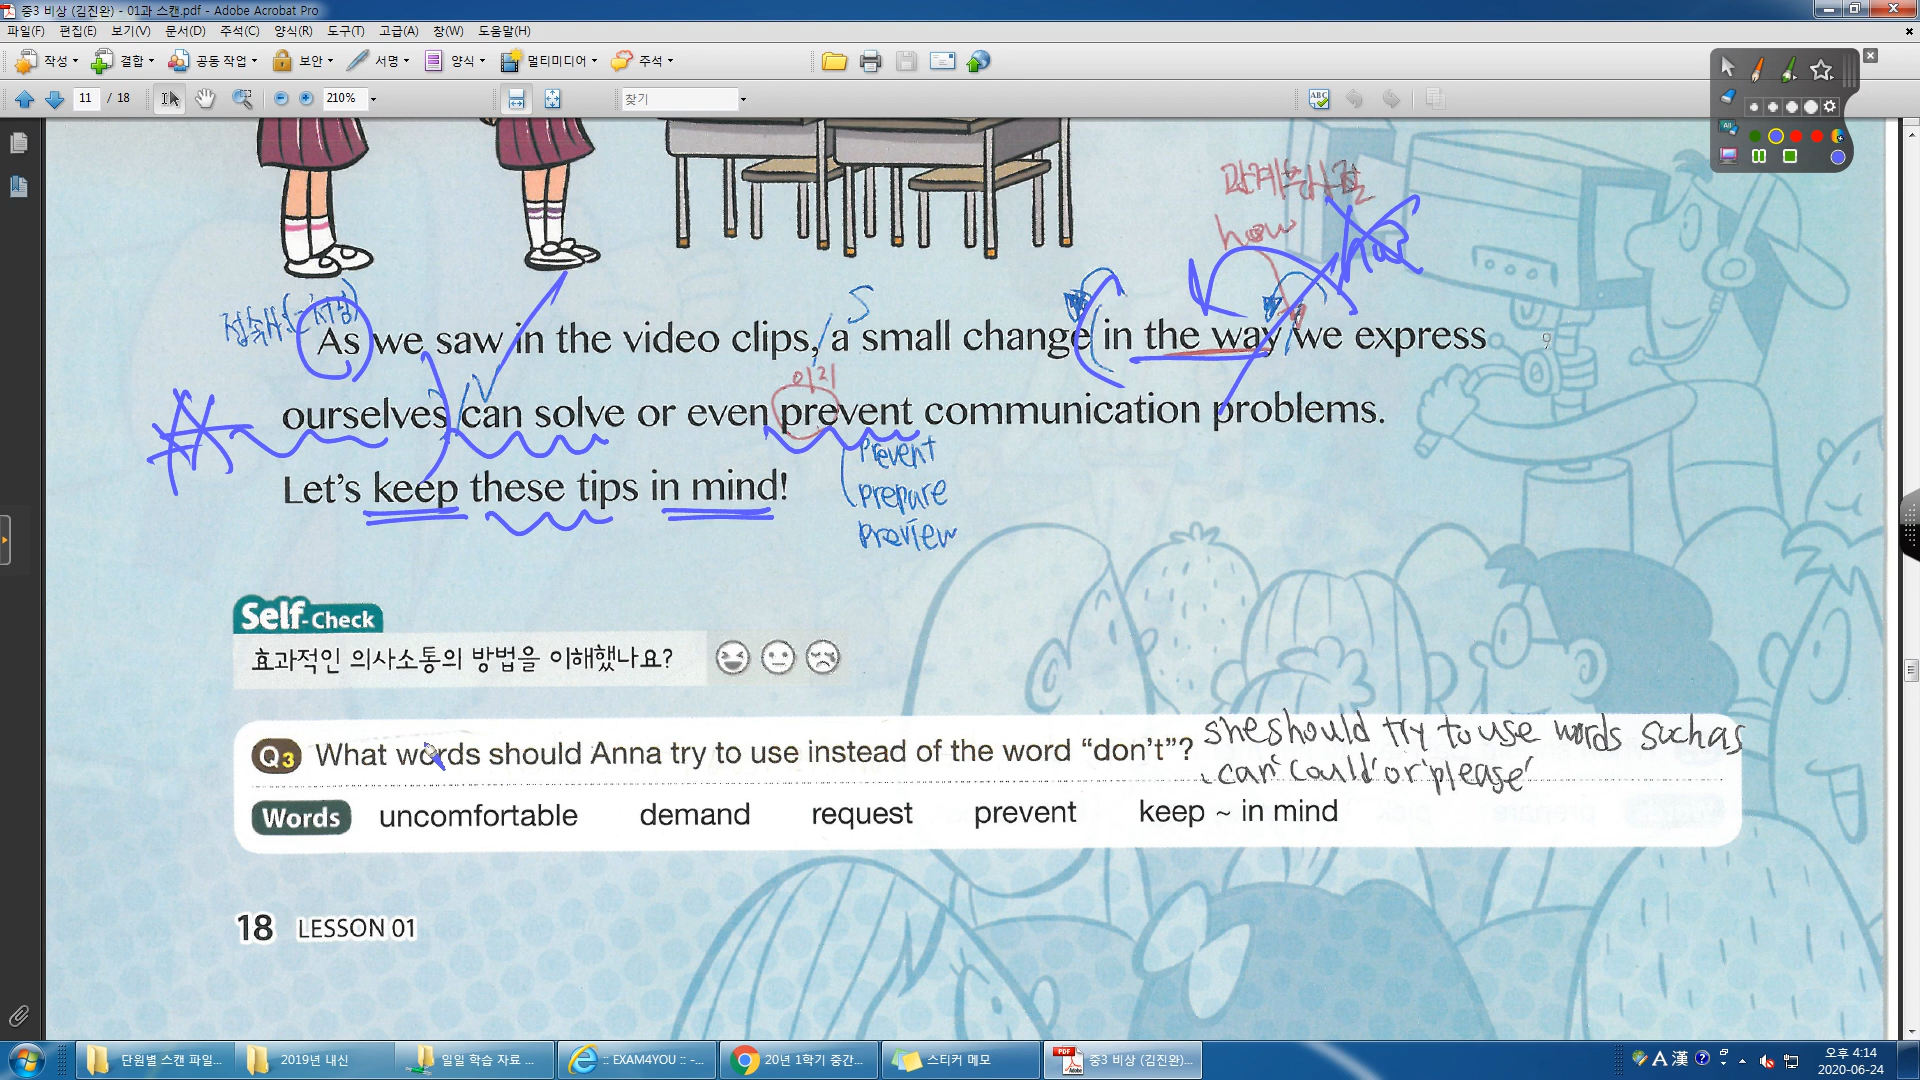 중3 비상 (김진완) - 01과 스캔.pdf - Adobe Acrobat Pro
파일(F) 편집(E) 보기(V) 문서(D) 주석(C) 양식(R) 도구(T) 고급(A) 창(W) 도움말(H)
작성 결합 공동 작업 보안 서명 양식 멀티미디어 주석
11 / 18 210% 찾기
how
접속사
S
As we saw in the video clips, a small change in the way we express
미리
ourselves can solve or even prevent communication problems.
prevent
Let's keep these tips in mind!
prepare
preview
Self-Check
효과적인 의사소통의 방법을 이해했나요?
Q3 What words should Anna try to use instead of the word “don't”? she should try to use words such as
'can' 'could' or 'please'
Words uncomfortable demand request prevent keep ~ in mind
18 LESSON 01
단원별 스캔 파일... 2019년 내신 일일 학습 자료 ... :: EXAM4YOU :: -... 20년 1학기 중간... 스티커 메모 중3 비상 (김진완)... A 漢 오후 4:14
2020-06-24